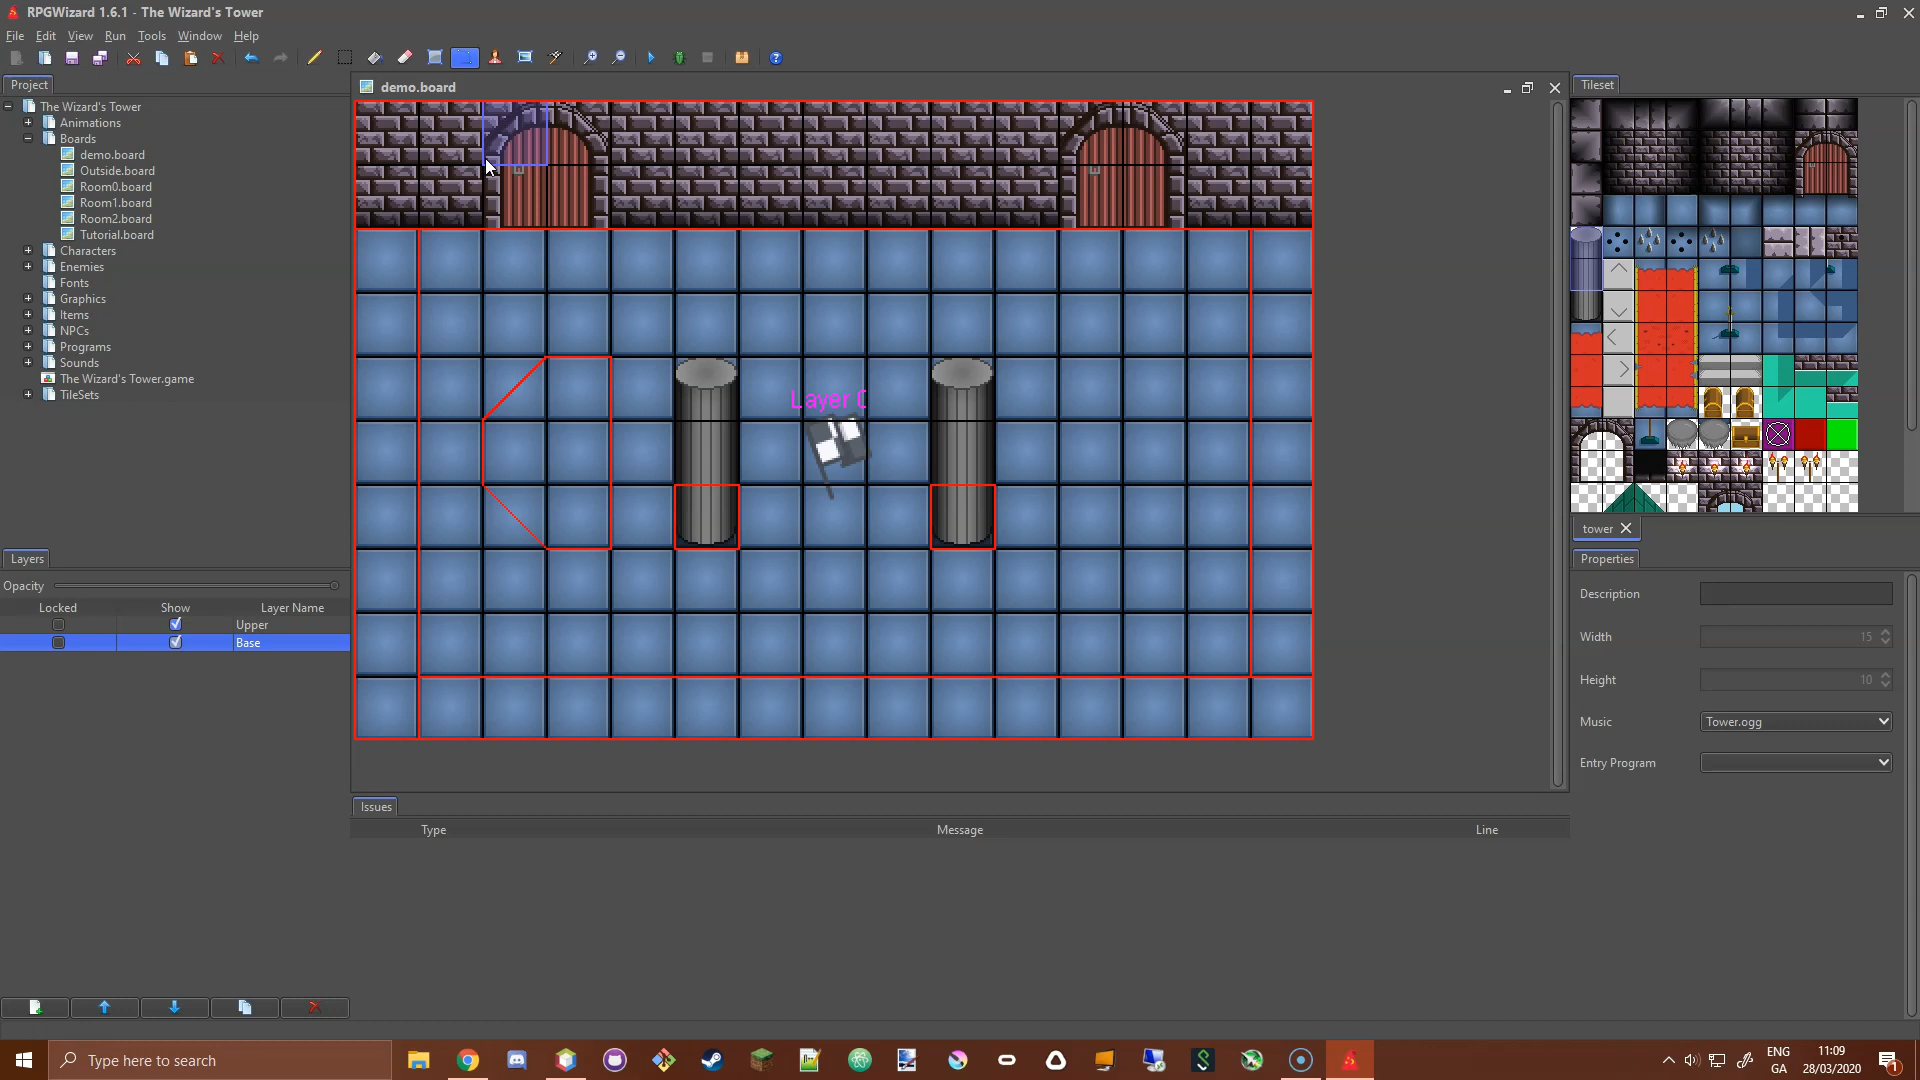 RPGWizard 1.6.1 - The Wizard's Tower
File Edit View Run Tools Window Help
Project
The Wizard's Tower
Animations
Boards
demo.board
Outside.board
Room0.board
Room1.board
Room2.board
Tutorial.board
Characters
Enemies
Fonts
Graphics
Items
NPCs
Programs
Sounds
The Wizard's Tower.game
TileSets
Layers
Opacity
Locked Show Layer Name
Upper
Base
demo.board
Layer
Issues
Type Message Line
Tileset
tower
Properties
Description
Width 15
Height 10
Music Tower.ogg
Entry Program
Type here to search
ENG
GA
11:09
28/03/2020
1